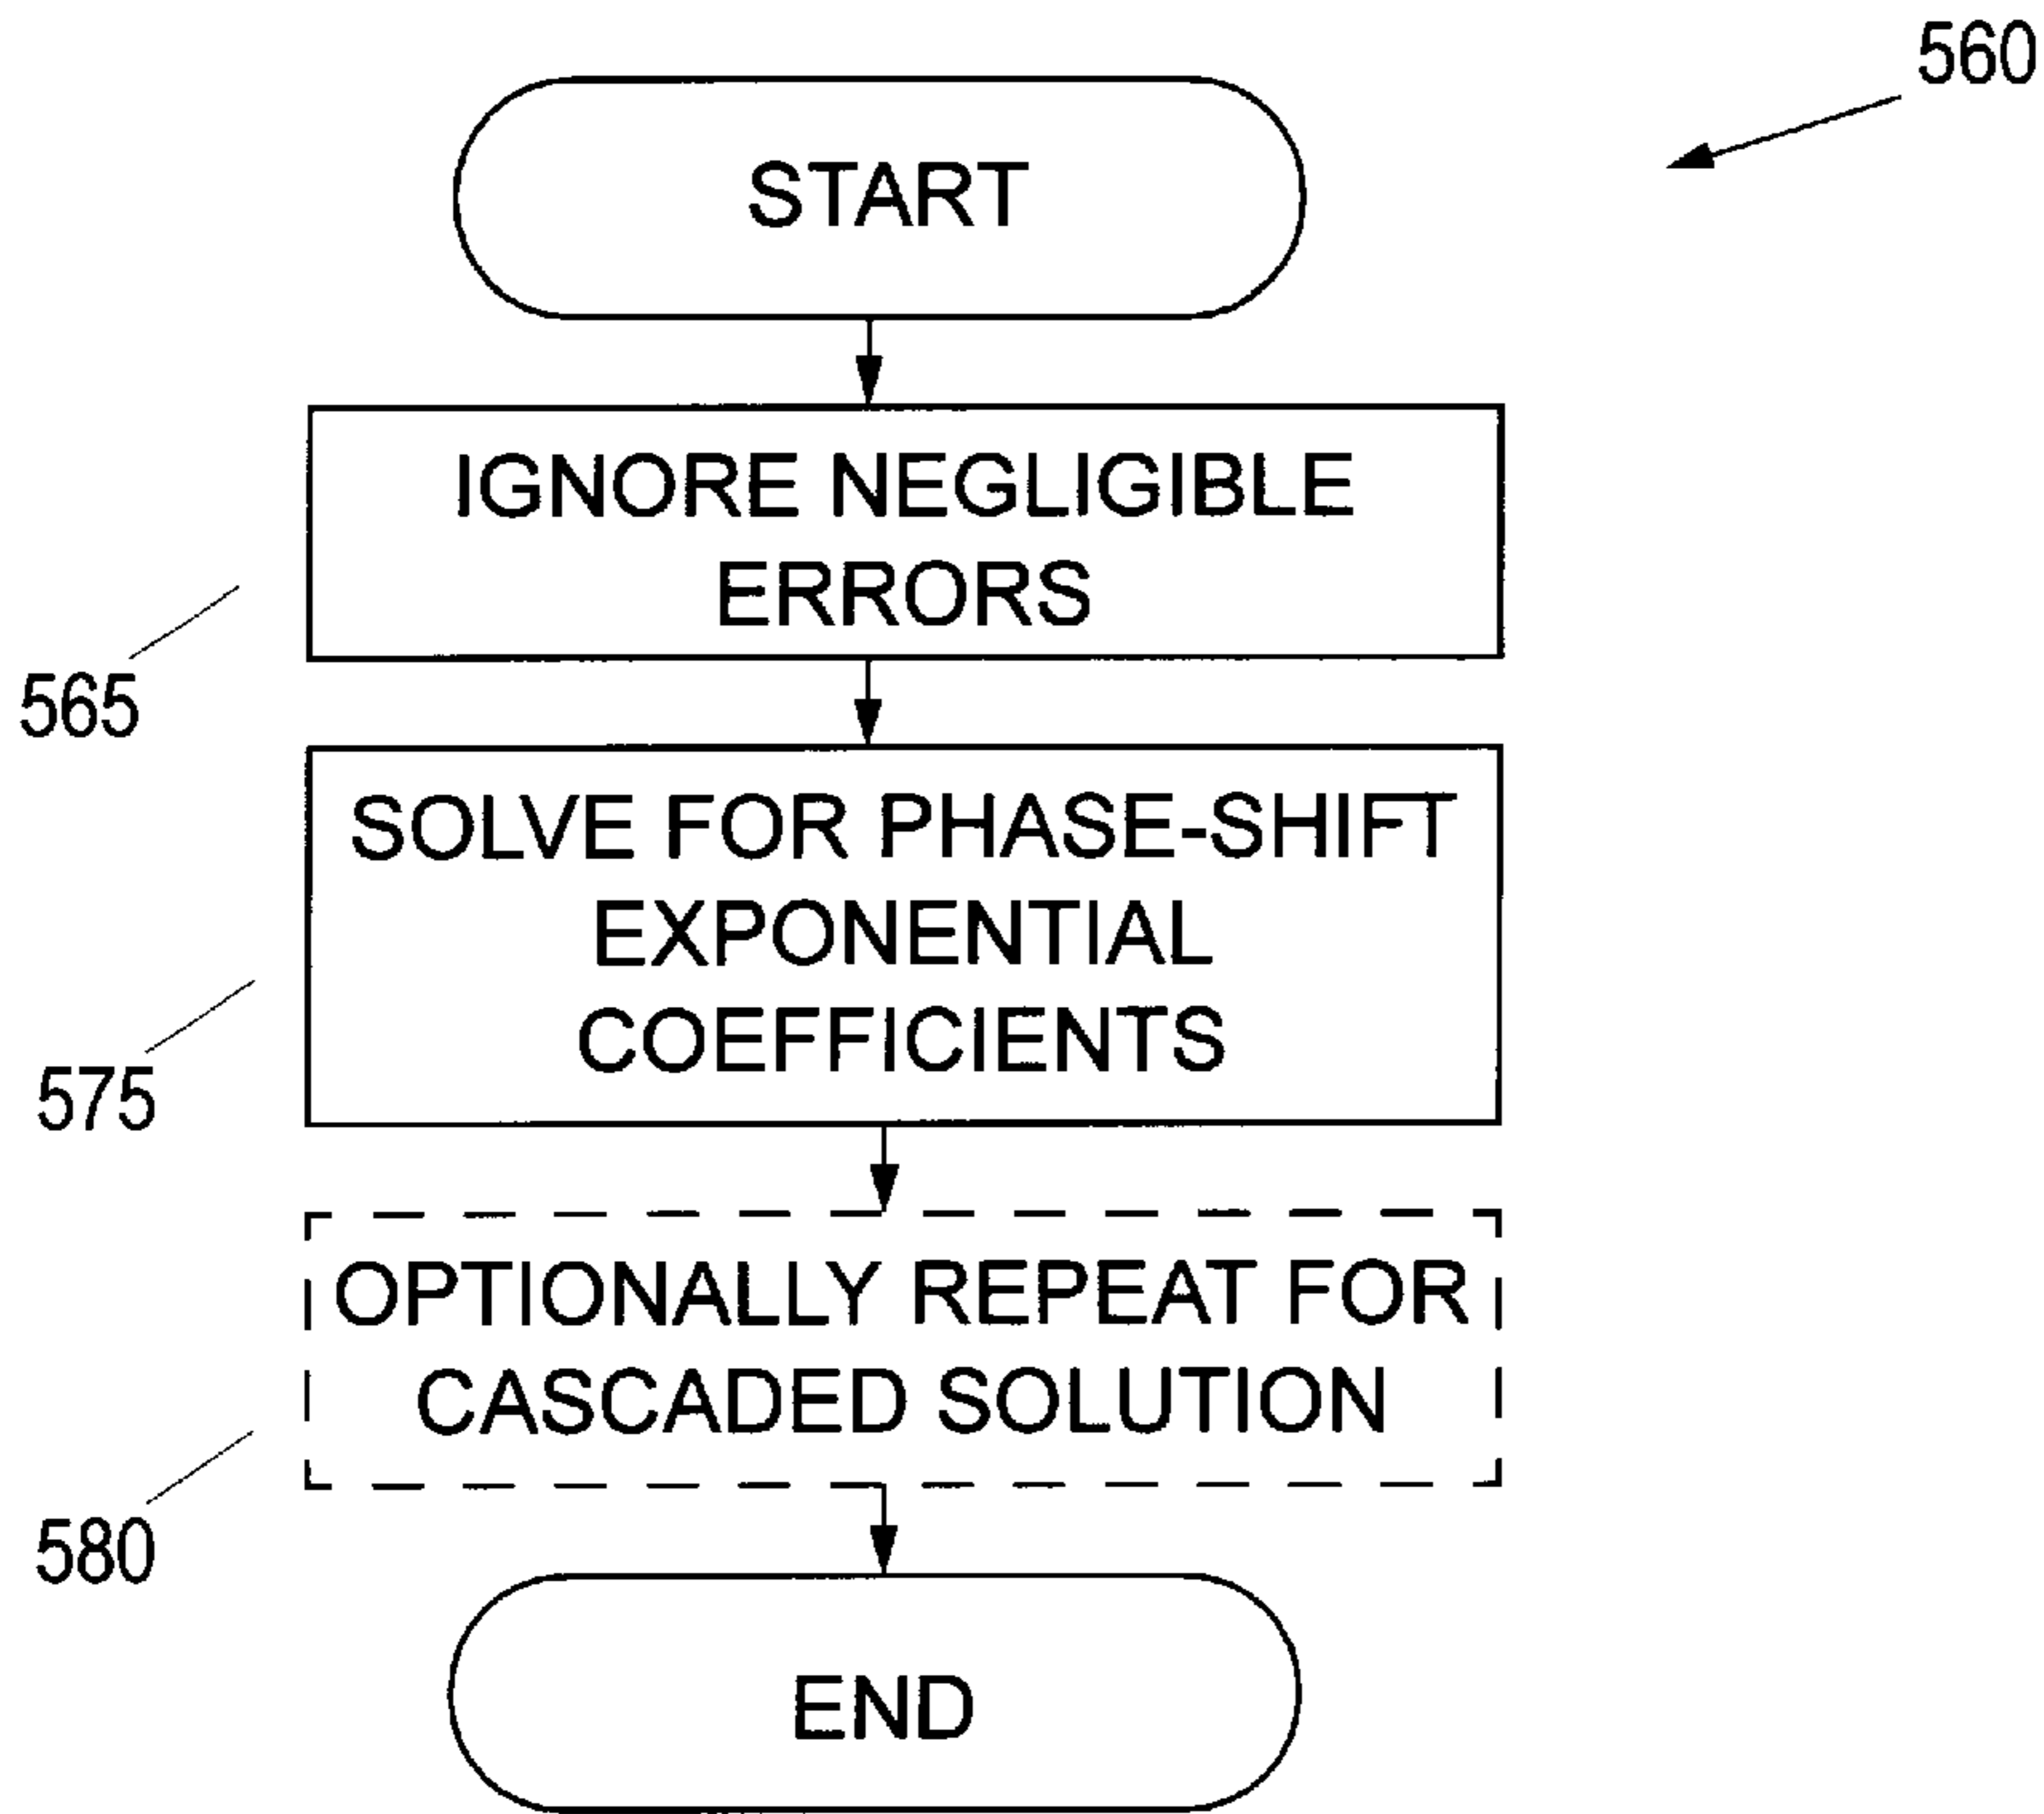 560
START
IGNORE NEGLIGIBLE
ERRORS
565
SOLVE FOR PHASE-SHIFT
EXPONENTIAL
COEFFICIENTS
575
OPTIONALLY REPEAT FOR
CASCADED SOLUTION
580
END